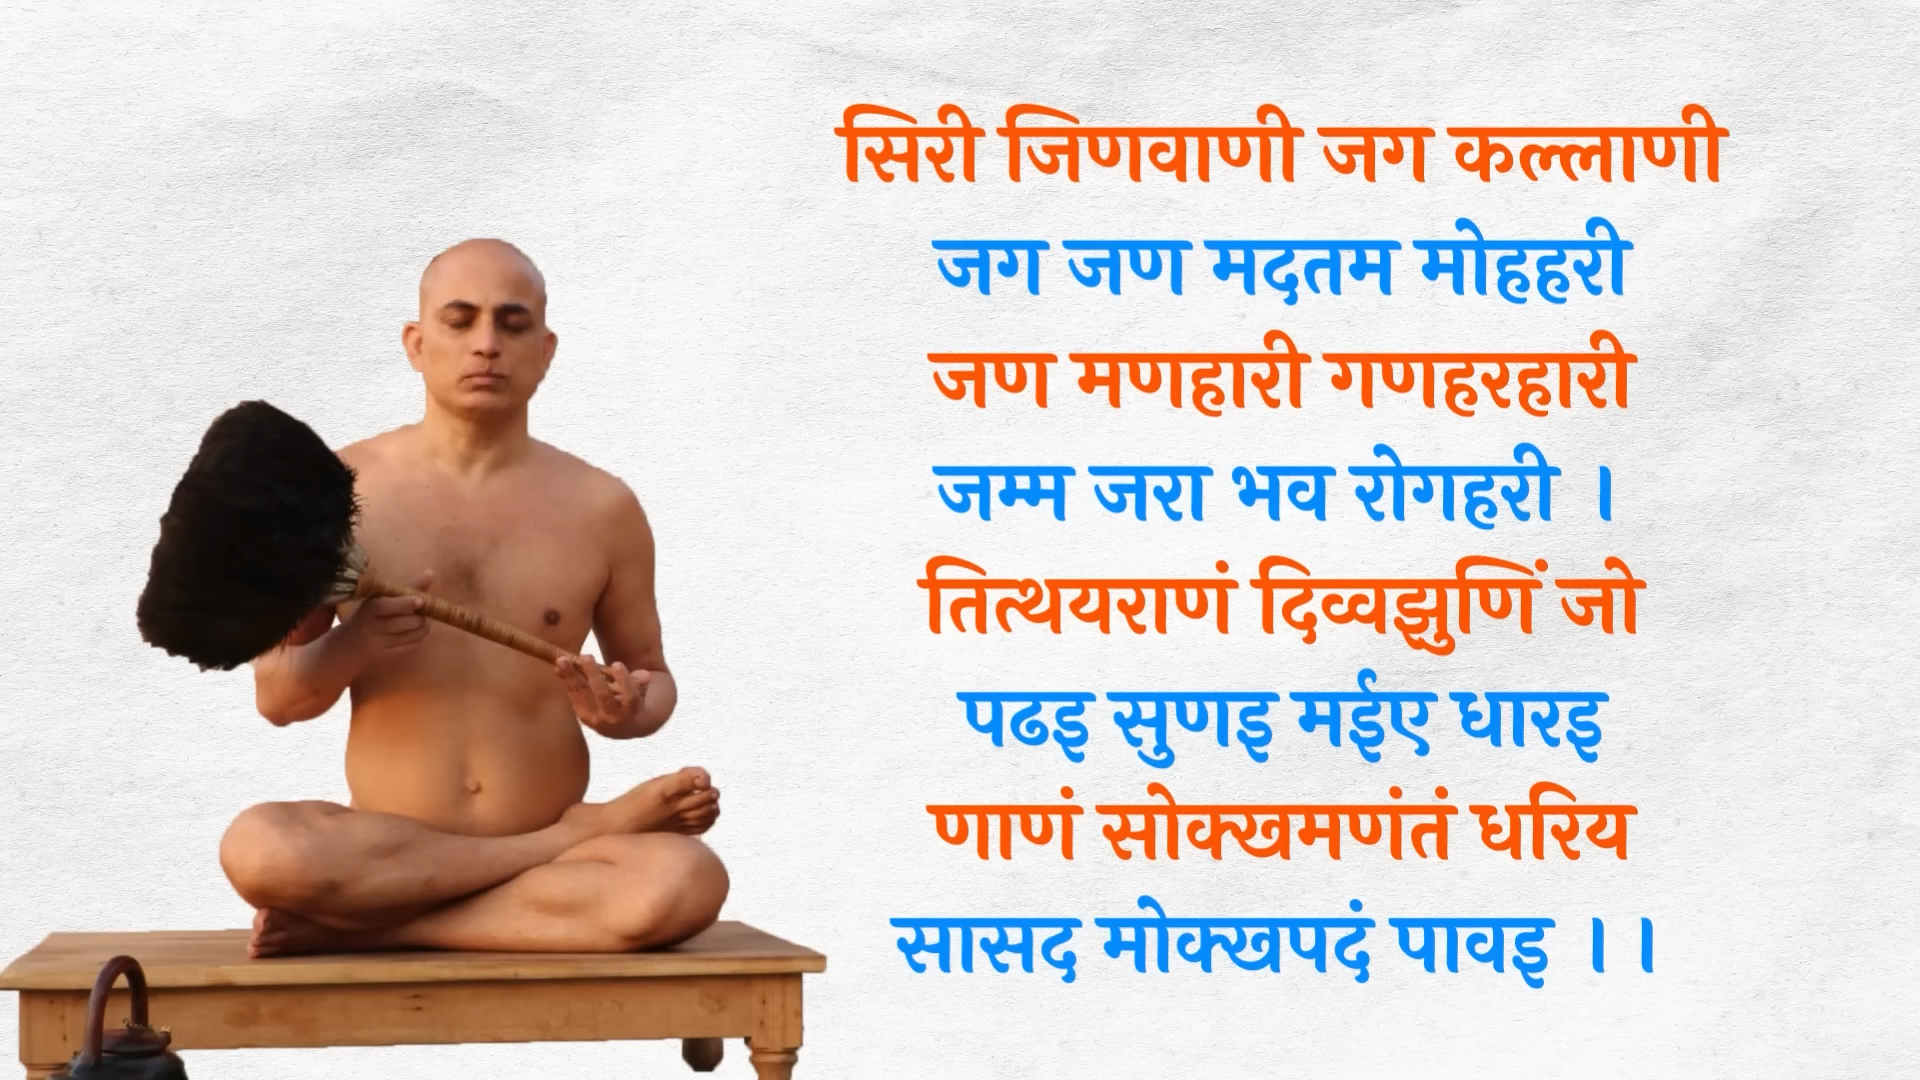 सिरी जिणवाणी जग कल्लाणी
जग जण मदतम मोहहरी
जण मणहारी गणहरहारी
जम्म जरा भव रोगहरी ।
तित्थयराणं दिव्वझुणिं जो
पढइ सुणइ मईए धारइ
णाणं सोक्खमणंतं धरिय
सासद मोक्खपदं पावइ ।।